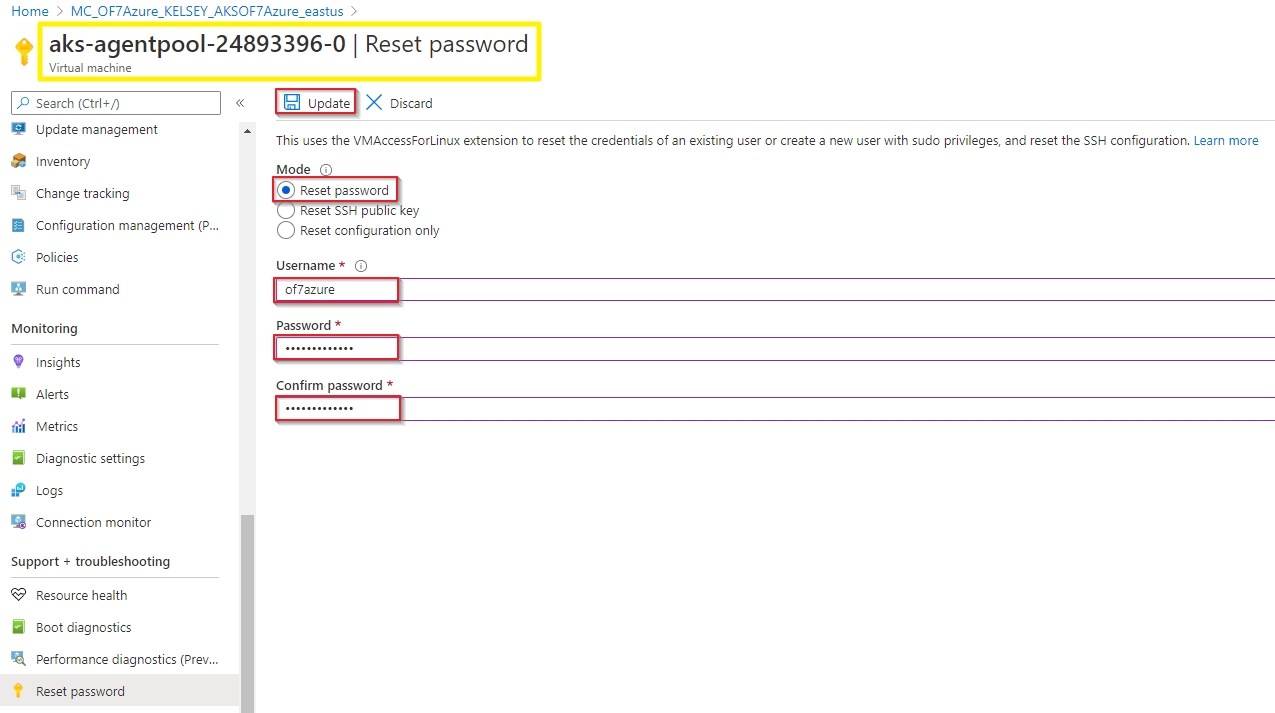 Home > MC_OF7Azure_KELSEY_AKSOF7Azure_eastus >
aks-agentpool-24893396-0 | Reset password
Virtual machine
Search (Ctrl+/)
«
Update management
Inventory
Change tracking
Configuration management (P...
Policies
Run command
Monitoring
Insights
Alerts
Metrics
Diagnostic settings
Logs
Connection monitor
Support + troubleshooting
Resource health
Boot diagnostics
Performance diagnostics (Prev...
Reset password
Update
Discard
This uses the VMAccessForLinux extension to reset the credentials of an existing user or create a new user with sudo privileges, and reset the SSH configuration. Learn more
Mode
Reset password
Reset SSH public key
Reset configuration only
Username *
of7azure
Password *
•••••••••••••
Confirm password *
•••••••••••••